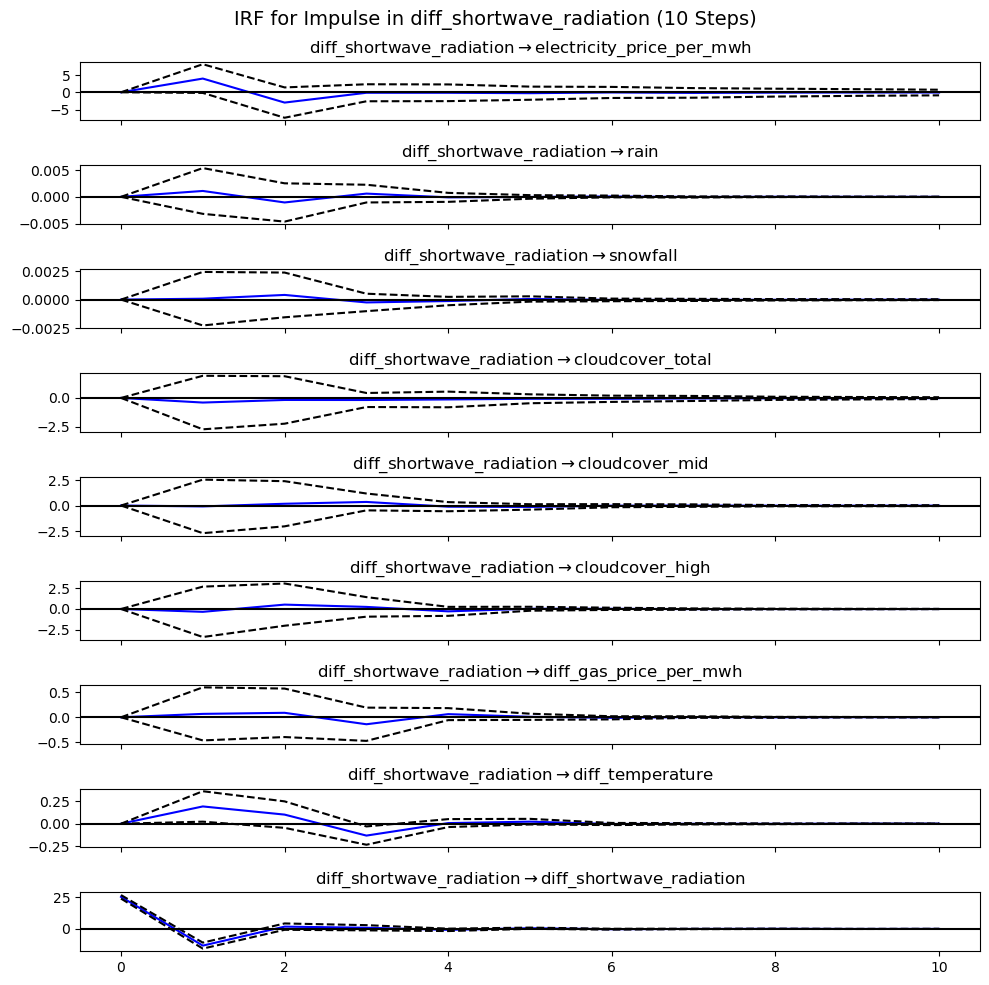 IRF for Impulse in diff_shortwave_radiation (10 Steps)
diff_shortwave_radiation→electricity_price_per_mwh
5
0
−5
diff_shortwave_radiation→rain
0.005
0.000
−0.005
diff_shortwave_radiation→snowfall
0.0025
0.0000
−0.0025
diff_shortwave_radiation→cloudcover_total
0.0
−2.5
diff_shortwave_radiation→cloudcover_mid
2.5
0.0
−2.5
diff_shortwave_radiation→cloudcover_high
2.5
0.0
−2.5
diff_shortwave_radiation→diff_gas_price_per_mwh
0.5
0.0
−0.5
diff_shortwave_radiation→diff_temperature
0.25
0.00
−0.25
diff_shortwave_radiation→diff_shortwave_radiation
25
0
0 2 4 6 8 10